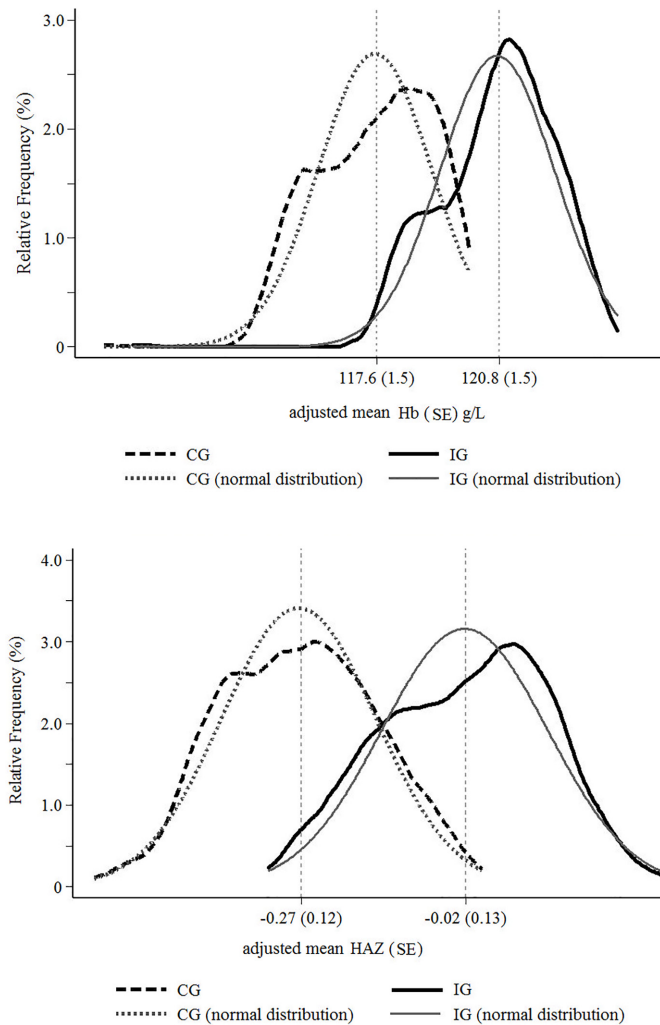 3.0
2.0
1.0
0
Relative Frequency (%)
117.6 (1.5) 120.8 (1.5)
adjusted mean Hb (SE) g/L
CG IG
CG (normal distribution) IG (normal distribution)
4.0
3.0
2.0
1.0
0
Relative Frequency (%)
-0.27 (0.12) -0.02 (0.13)
adjusted mean HAZ (SE)
CG IG
CG (normal distribution) IG (normal distribution)